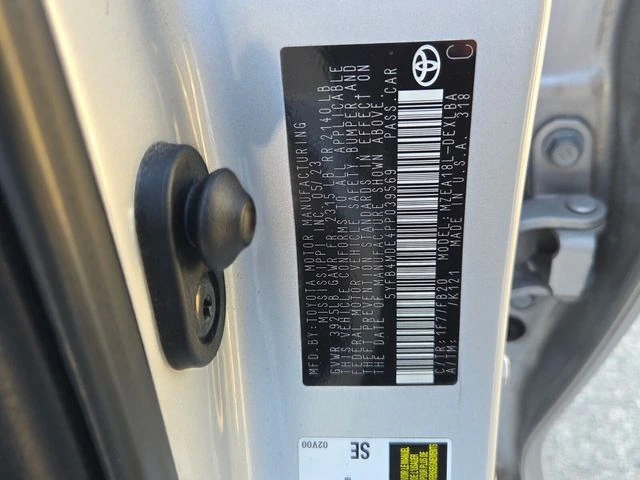 MFD.BY:TOYOTA MOTOR MANUFACTURING
MISSISSIPPI INC. 05/23
GVWR 3925LB GAWR FR 2315 LB RR 2140 LB
THIS VEHICLE CONFORMS TO ALL APPLICABLE
FEDERAL MOTOR VEHICLE SAFETY, BUMPER AND
THEFT PREVENTION STANDARDS IN EFFECT ON
THE DATE OF MANUFACTURE SHOWN ABOVE.
5YFB4MDE4PP039569 PASS.CAR
C/TR: 1F7/FB20 MODEL: MZEA18L-DEXLBA
A/TM: -/K121 MADE IN U.S.A. 318
C
SE
02V00